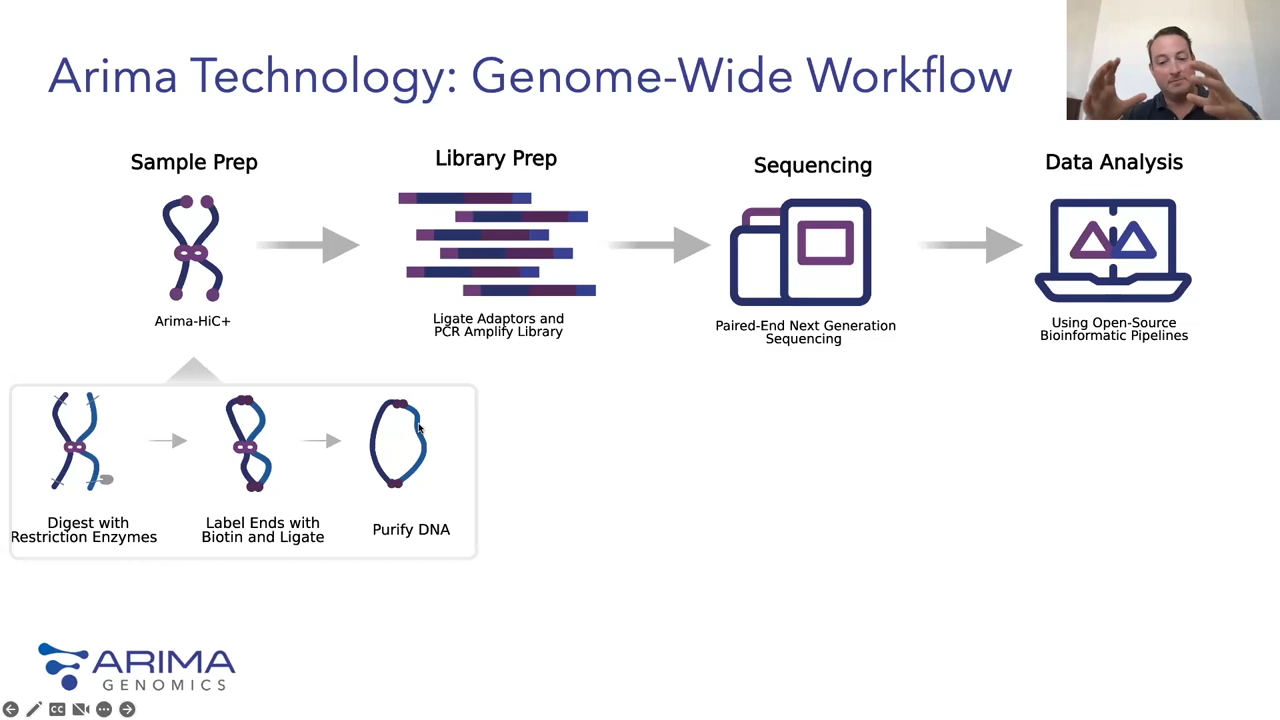 Arima Technology: Genome-Wide Workflow
Sample Prep
Arima-HiC+
Library Prep
Ligate Adaptors and
PCR Amplify Library
Sequencing
Paired-End Next Generation
Sequencing
Data Analysis
Using Open-Source
Bioinformatic Pipelines
Digest with
Restriction Enzymes
Label Ends with
Biotin and Ligate
Purify DNA
ARIMA
GENOMICS
CC